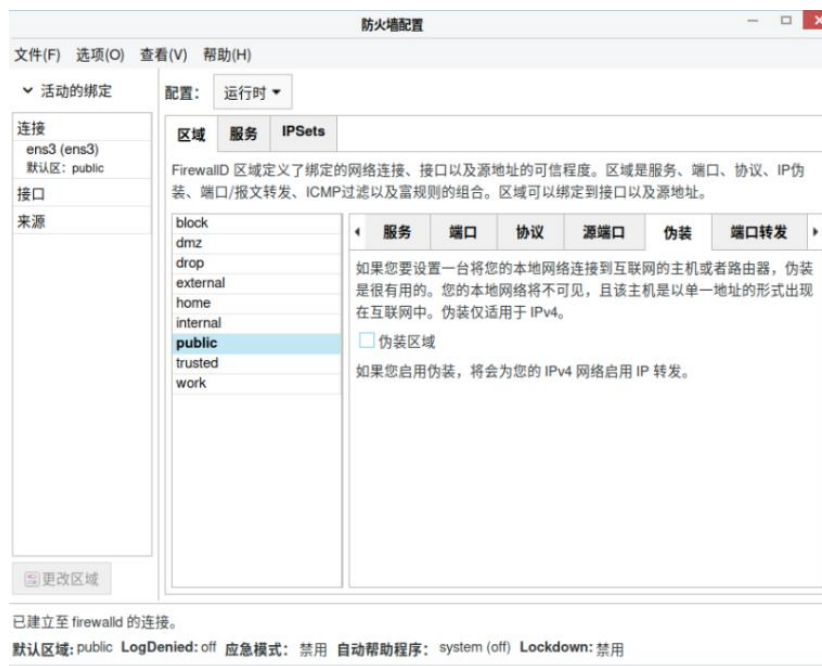 防火墙配置
文件(F) 选项(O) 查看(V) 帮助(H)
活动的绑定
连接
ens3 (ens3)
默认区：public
接口
来源
更改区域
配置： 运行时
区域 服务 IPSets
FirewallD 区域定义了绑定的网络连接、接口以及源地址的可信程度。区域是服务、端口、协议、IP伪
装、端口/报文转发、ICMP过滤以及富规则的组合。区域可以绑定到接口以及源地址。
block
dmz
drop
external
home
internal
public
trusted
work
服务 端口 协议 源端口 伪装 端口转发
如果您要设置一台将您的本地网络连接到互联网的主机或者路由器，伪装
是很有用的。您的本地网络将不可见，且该主机是以单一地址的形式出现
在互联网中。伪装仅适用于 IPv4。
伪装区域
如果您启用伪装，将会为您的 IPv4 网络启用 IP 转发。
已建立至 firewalld 的连接。
默认区域: public LogDenied: off 应急模式： 禁用 自动帮助程序： system (off) Lockdown: 禁用